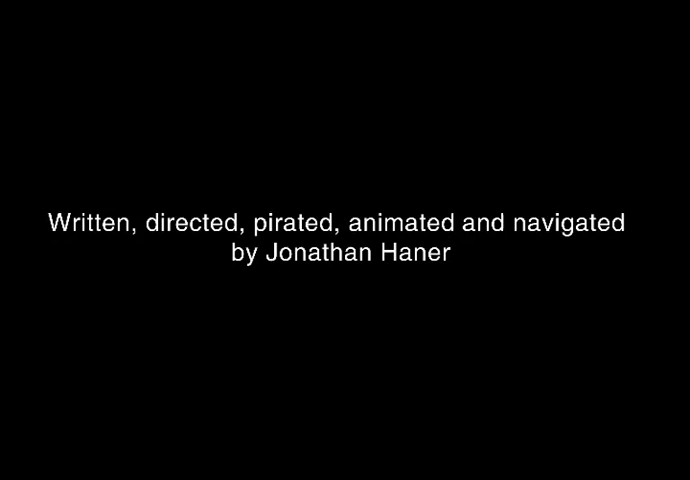 Written, directed, pirated, animated and navigated
by Jonathan Haner